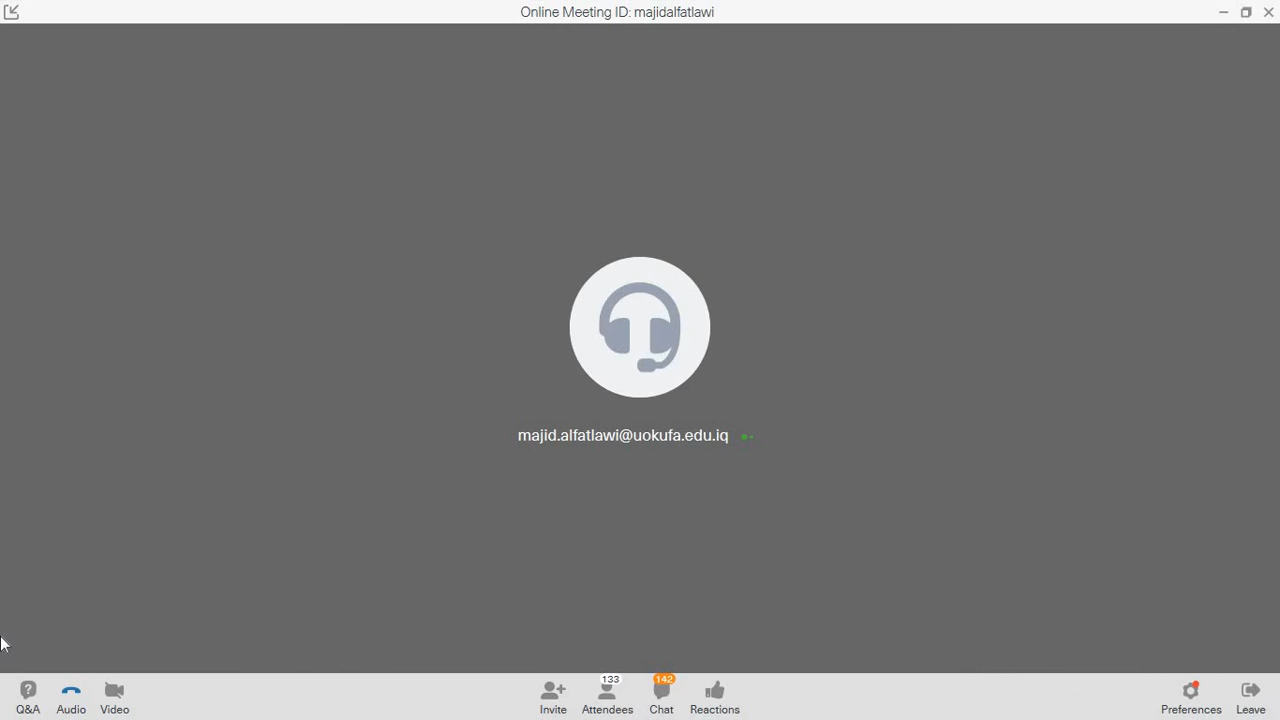 Online Meeting ID: majidalfatlawi
majid.alfatlawi@uokufa.edu.iq
133
142
Q&A Audio Video Invite Attendees Chat Reactions Preferences Leave